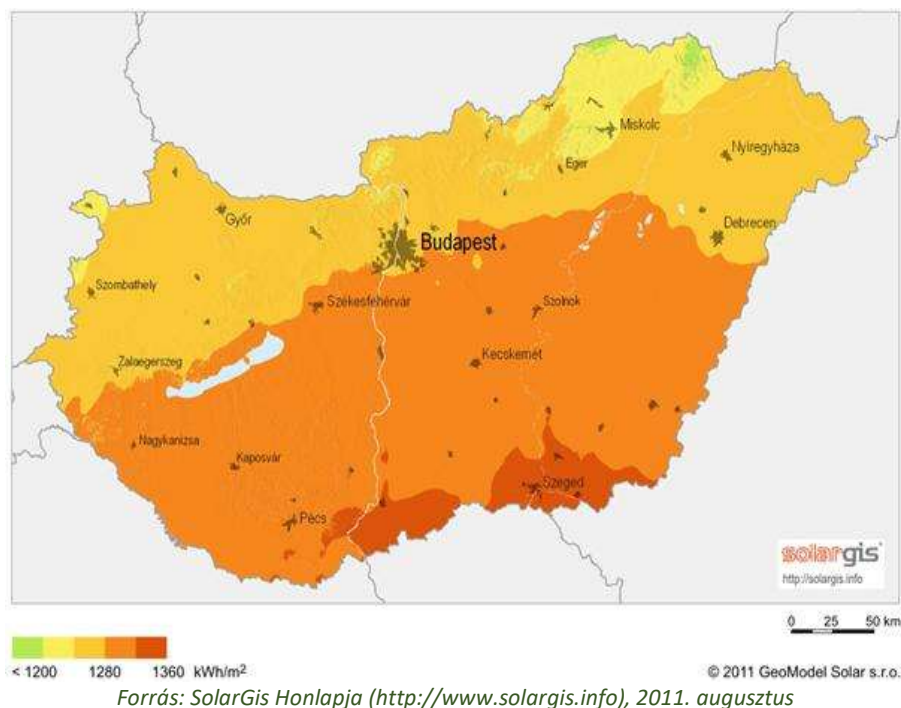 Miskolc
Nyíregyháza
Eger
Győr
Debrecen
Budapest
Szombathely
Székesfehérvár
Szolnok
Zalaegerszeg
Kecskemét
Nagykanizsa
Kaposvár
Szeged
Pécs
solargis
http://solargis.info
0 25 50 km
< 1200 1280 1360 kWh/m²
© 2011 GeoModel Solar s.r.o.
Forrás: SolarGis Honlapja (http://www.solargis.info), 2011. augusztus